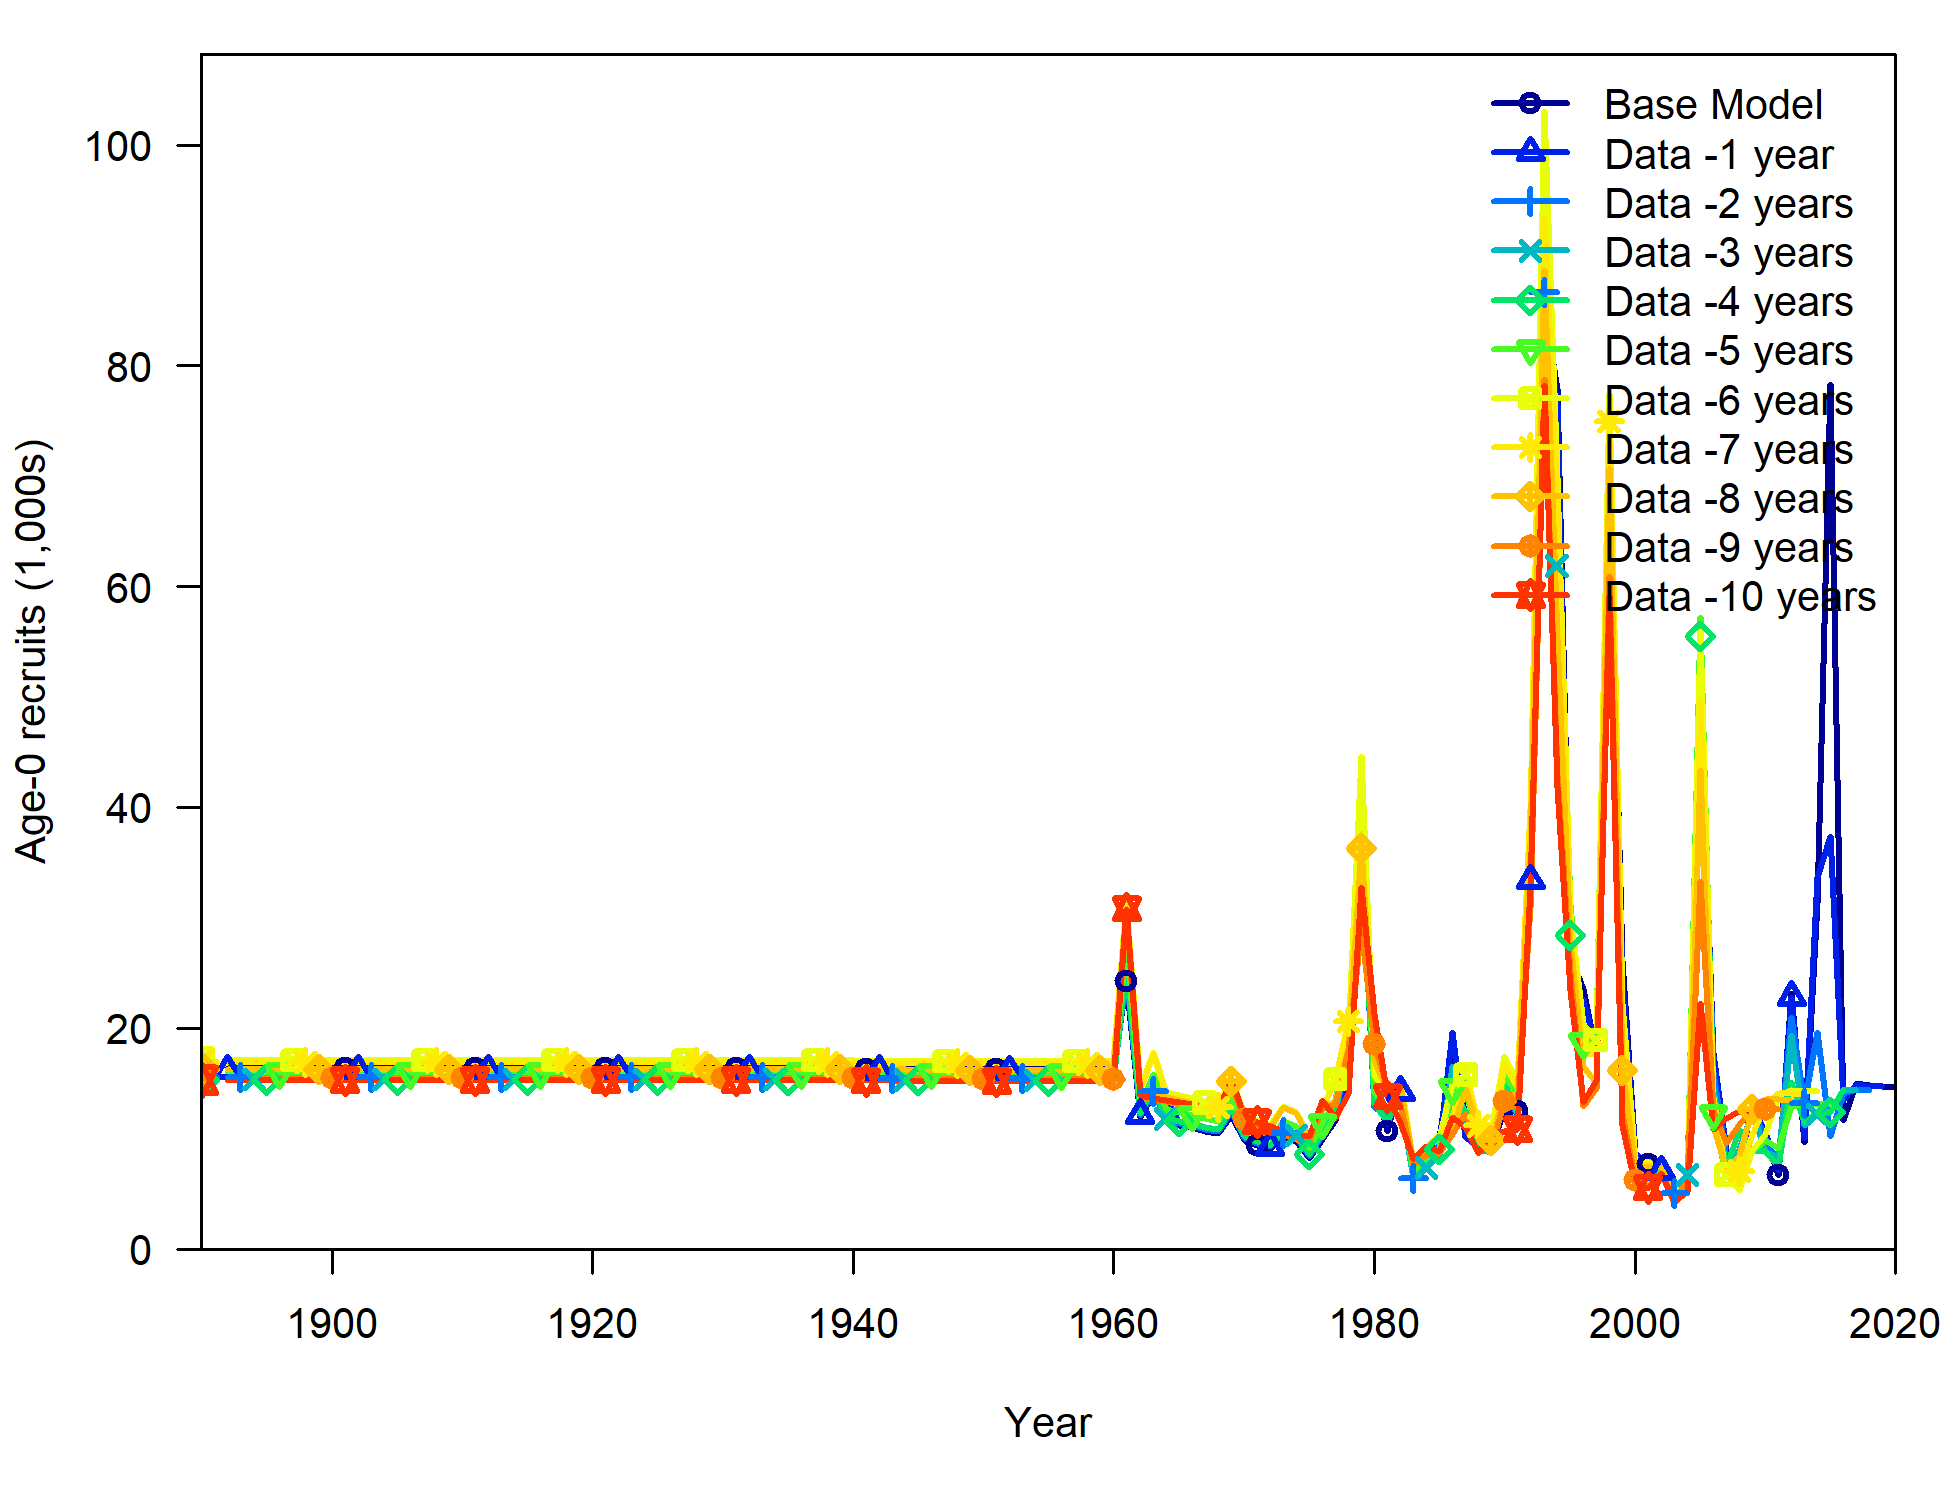 Base Model
Data -1 year
Data -2 years
Data -3 years
Data -4 years
Data -5 years
Data -6 years
Data -7 years
Data -8 years
Data -9 years
Data -10 years
100
80
60
40
20
0
Age-0 recruits (1,000s)
1900 1920 1940 1960 1980 2000 2020
Year